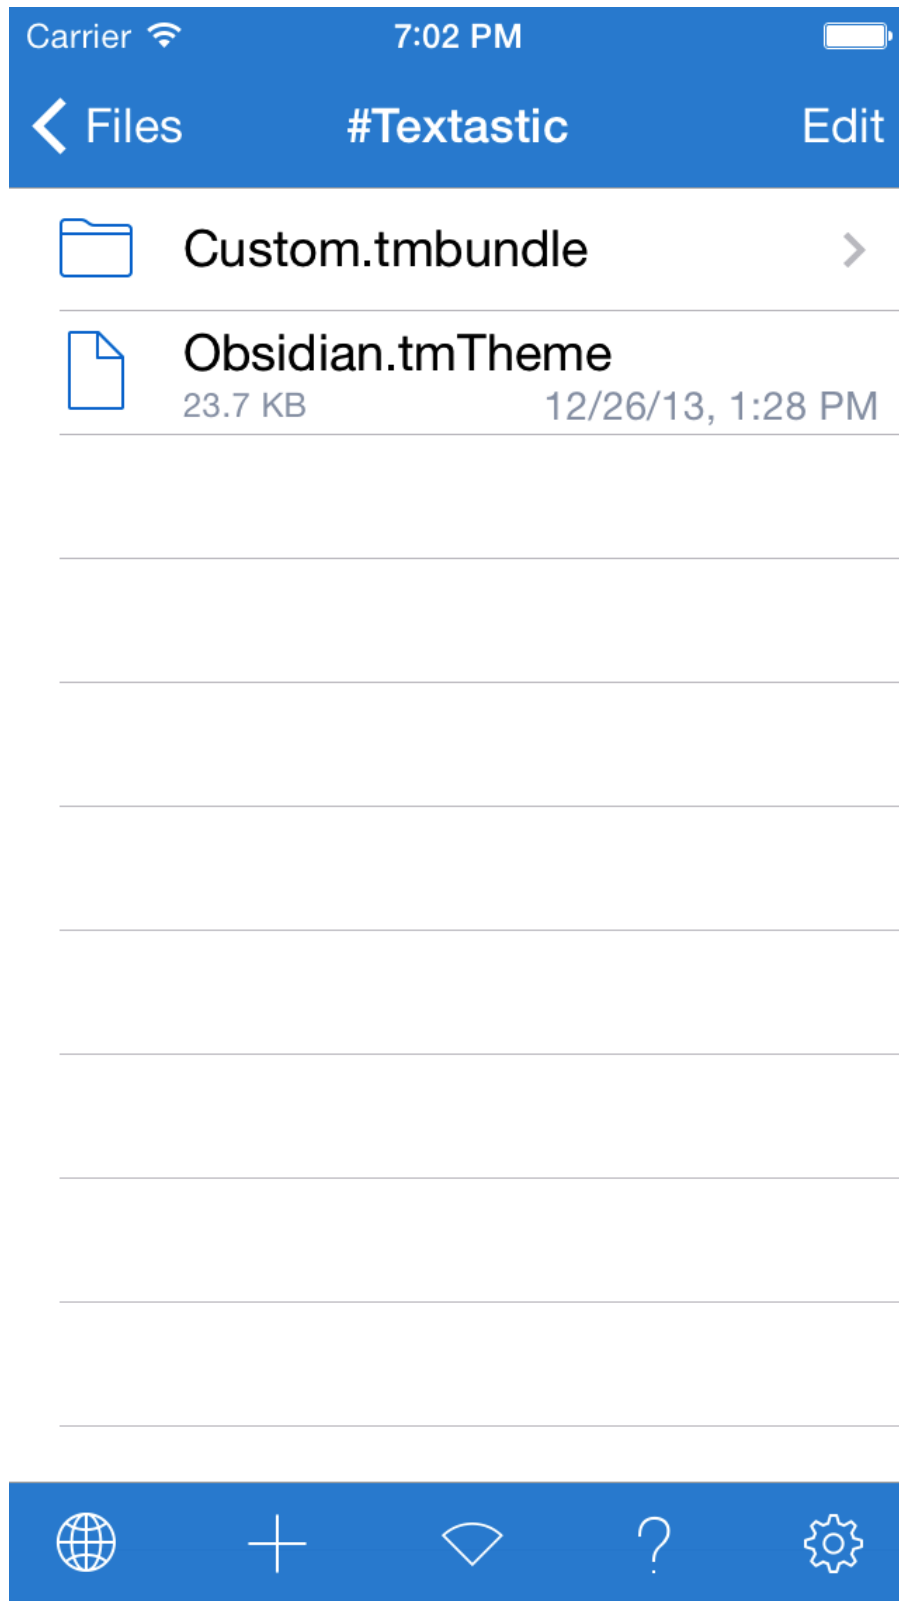 Carrier 7:02 PM
Files #Textastic Edit
Custom.tmbundle
Obsidian.tmTheme
23.7 KB 12/26/13, 1:28 PM